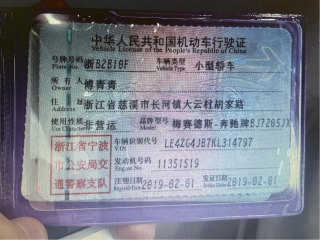 中华人民共和国机动车行驶证
Vehicle License of the People's Republic of China
号牌号码 浙B2B10F 车辆类型 小型轿车
Plate No. Vehicle Type
所有人 傅青青
Owner
住址 浙江省慈溪市长河镇大云村胡家路
Address
使用性质 非营运 品牌型号 梅赛德斯-奔驰牌BJ7205JX
Use Character Model
浙江省宁波 车辆识别代号 LE4ZG4JB7KL314797
VIN
市公安局交 发动机号码 11351519
Engine No.
通警察支队 注册日期 2019-02-01 发证日期 2019-02-01
Register Date Issue Date